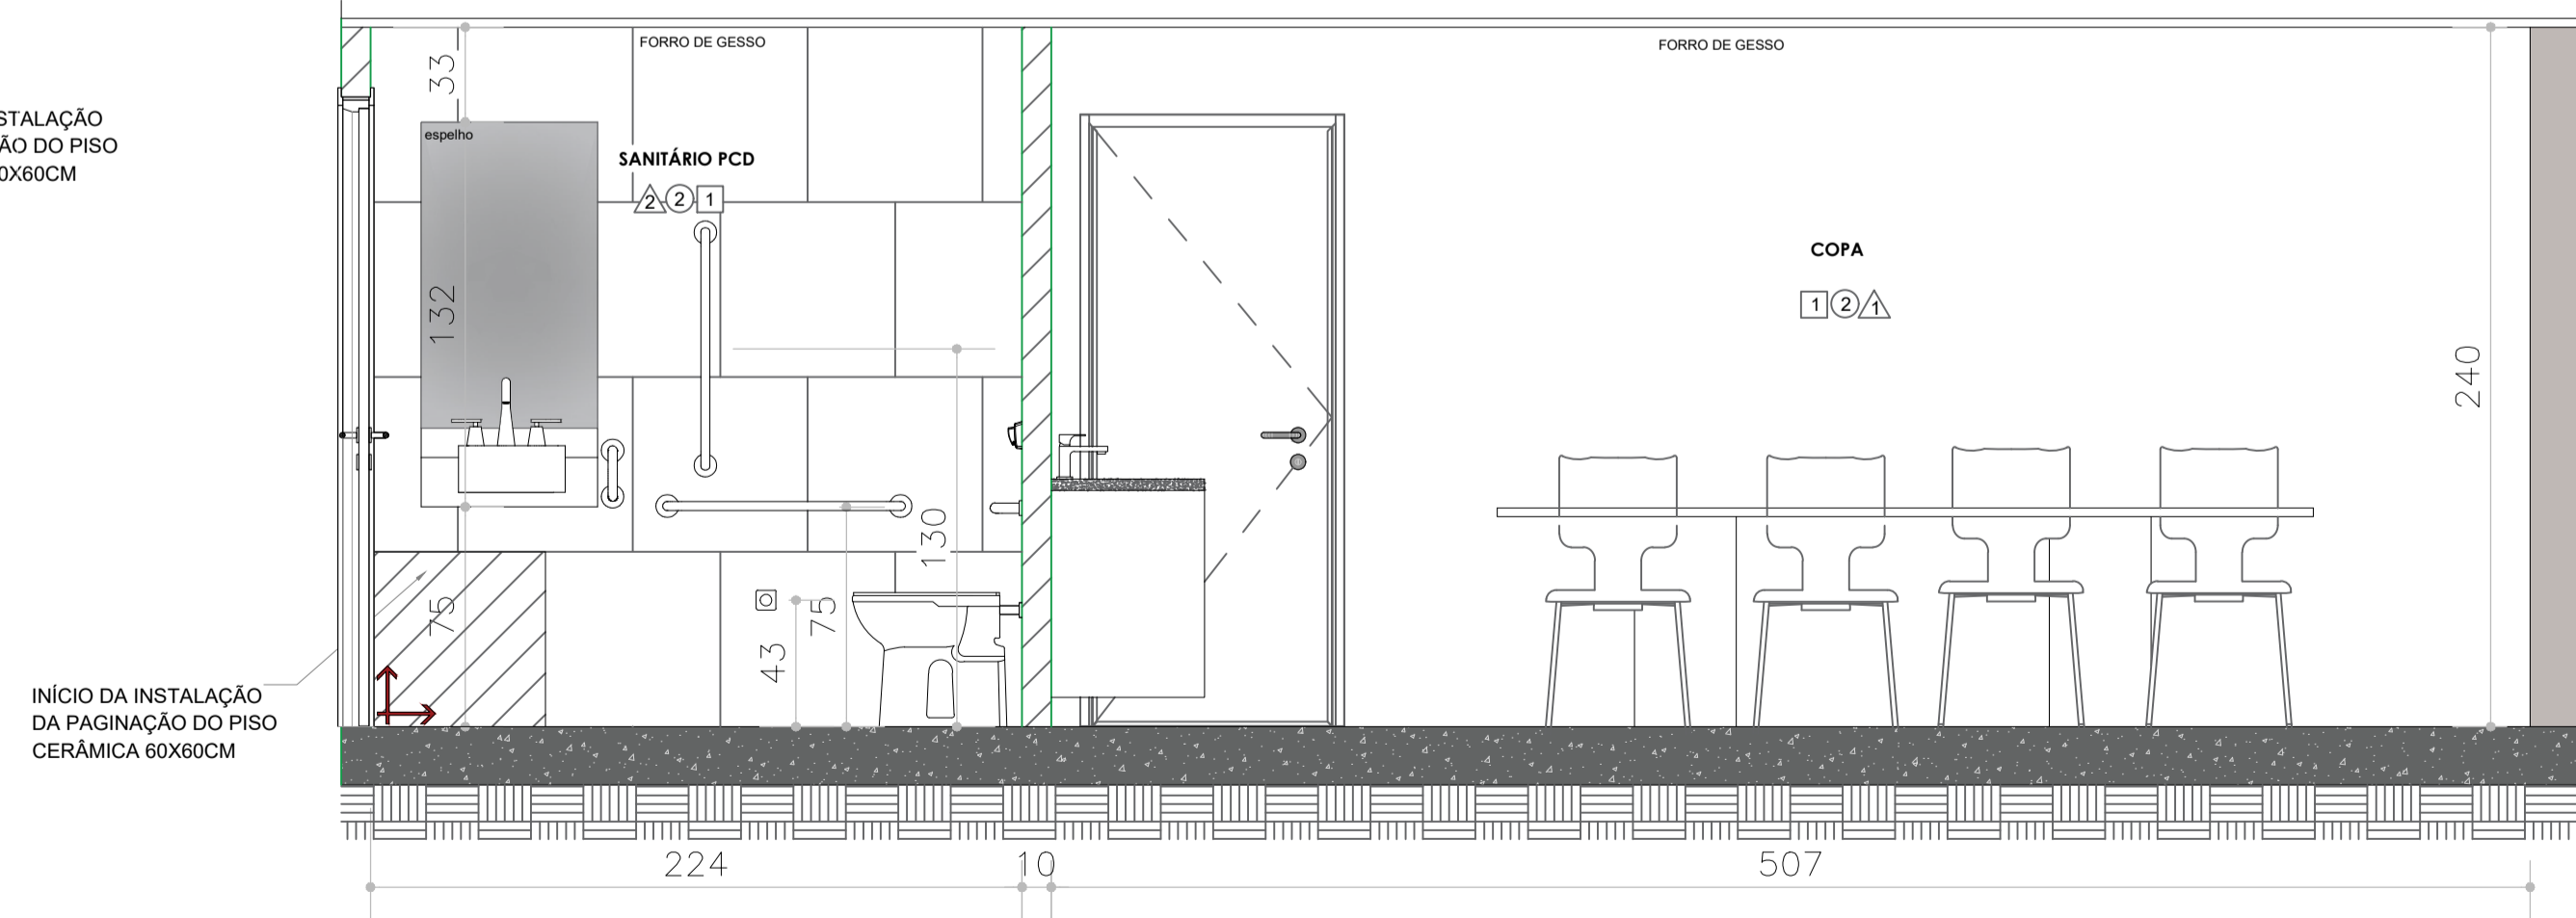 FORRO DE GESSO
FORRO DE GESSO
33
STALAÇÃO
ÃO DO PISO
0X60CM
espelho
SANITÁRIO PCD
2 2 1
COPA
1 2 1
132
240
130
75
75
43
INÍCIO DA INSTALAÇÃO
DA PAGINAÇÃO DO PISO
CERÂMICA 60X60CM
224
10
507